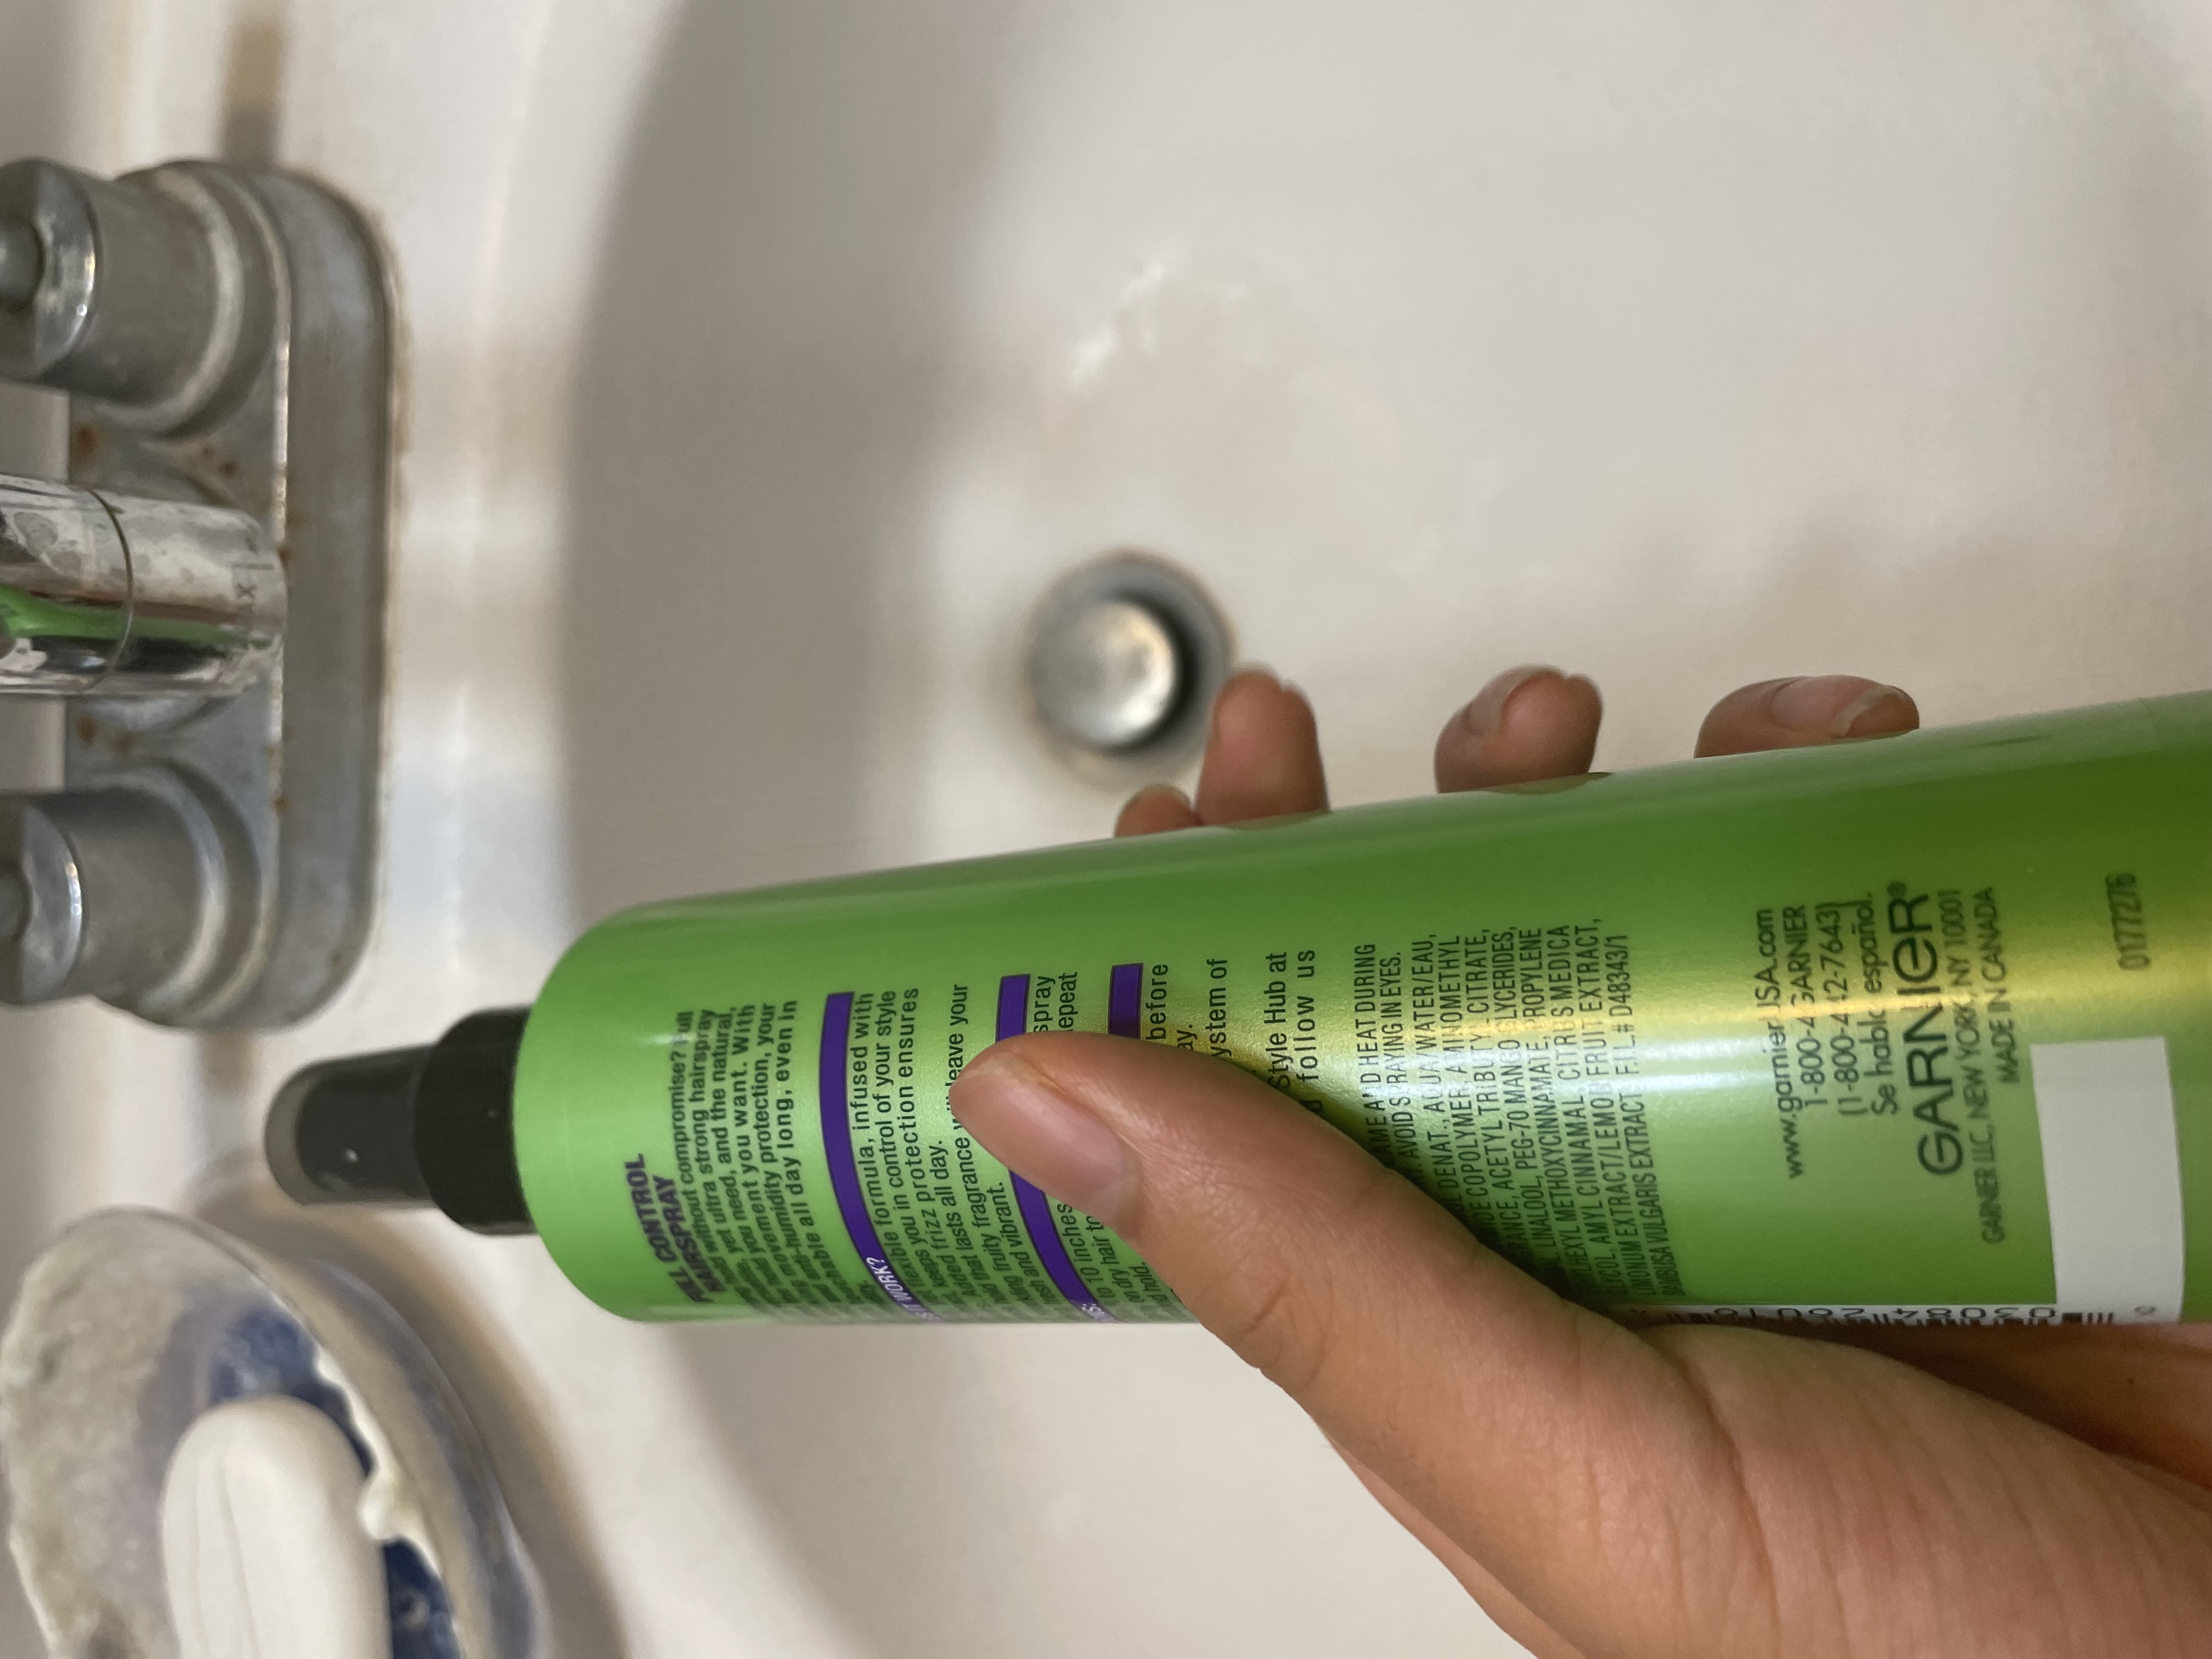 FULL CONTROL
HAIRSPRAY
hold without compromise? Full
yet ultra strong hairspray
the hold you need, and the natural,
movement you want. With
and anti-humidity protection, your
touchable all day long, even in
IT WORK?
flexible formula, infused with
keeps you in control of your style
Added frizz protection ensures
hold that lasts all day.
fruity fragrance will leave your
fresh and vibrant.
to 10 inches spray
on dry hair to repeat
hold.
before
ystem of
Style Hub at
follow us
AND HEAT DURING
AVOID SPRAYING IN EYES.
DENAT., AQUA/WATER/EAU,
COPOLYMER, AMINOMETHYL
ACETYL TRIBUTYL CITRATE,
LINALOOL, PEG-70 MANGO GLYCERIDES,
METHOXYCINNAMATE, PROPYLENE
GLYCOL, AMYL CINNAMAL, CITRUS MEDICA
LIMONUM EXTRACT/LEMON FRUIT EXTRACT,
BAMBUSA VULGARIS EXTRACT F.I.L.# D48343/1
www.garnierUSA.com
1-800-4GARNIER
(1-800-442-7643)
Se habla español.
GARNIER®
GARNIER LLC, NEW YORK, NY 10001
MADE IN CANADA
0177276